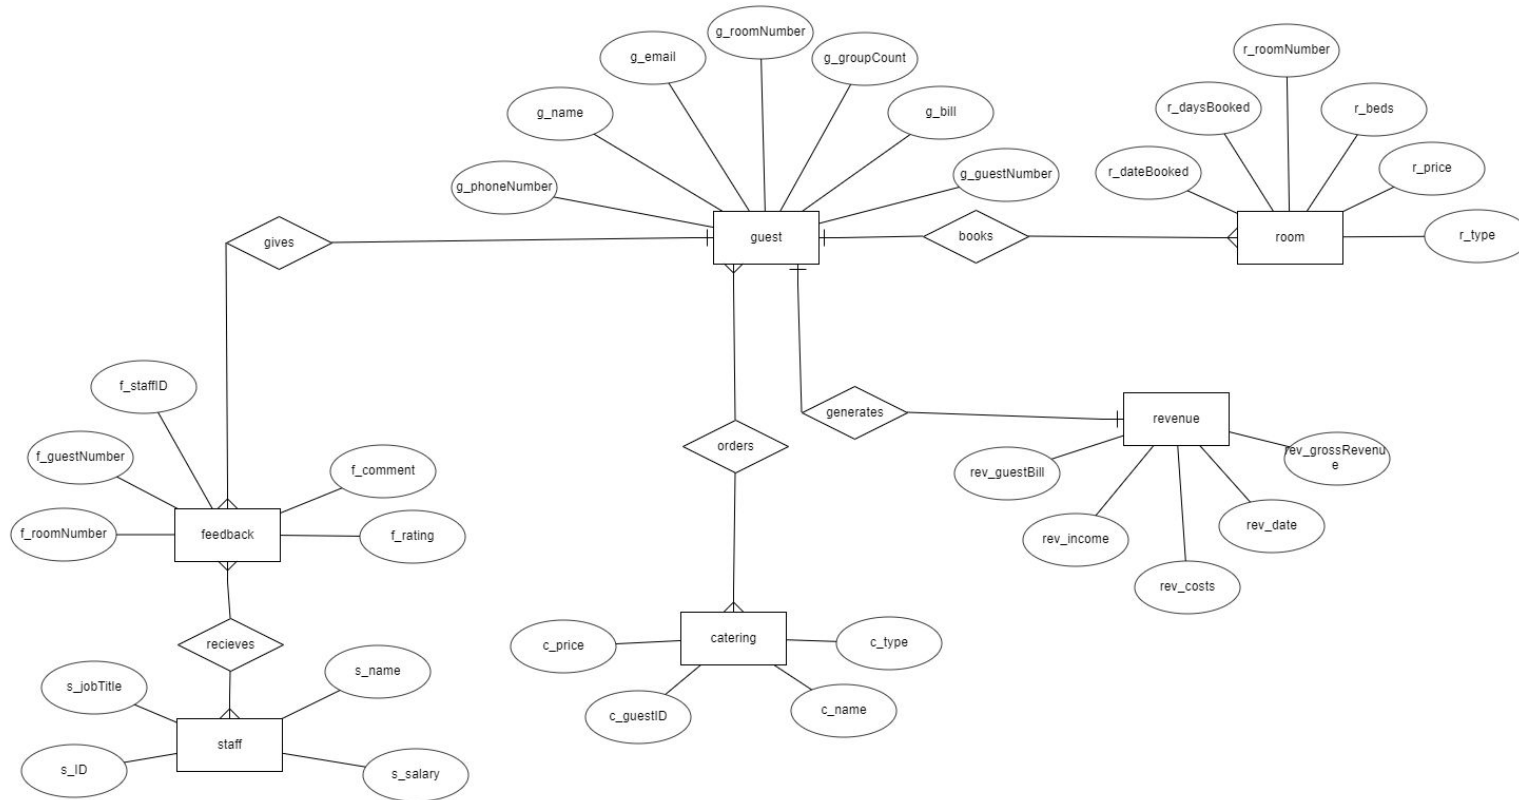 g_roomNumber
r_roomNumber
g_email
g_groupCount
r_daysBooked
r_beds
g_name
g_bill
r_dateBooked
r_price
g_phoneNumber
g_guestNumber
gives
guest
books
room
r_type
f_staffID
generates
revenue
f_guestNumber
f_comment
orders
rev_guestBill
rev_grossRevenu
e
f_roomNumber
feedback
f_rating
rev_income
rev_date
rev_costs
recieves
c_price
catering
c_type
s_jobTitle
s_name
c_guestID
c_name
s_ID
staff
s_salary